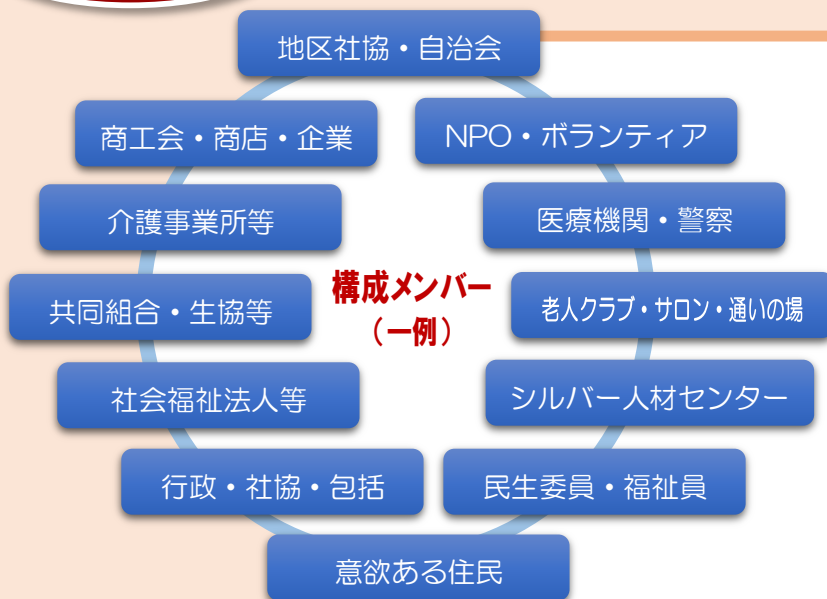 地区社協・自治会
商工会・商店・企業
NPO・ボランティア
介護事業所等
医療機関・警察
構成メンバー
（一例）
共同組合・生協等
老人クラブ・サロン・通いの場
社会福祉法人等
シルバー人材センター
行政・社協・包括
民生委員・福祉員
意欲ある住民